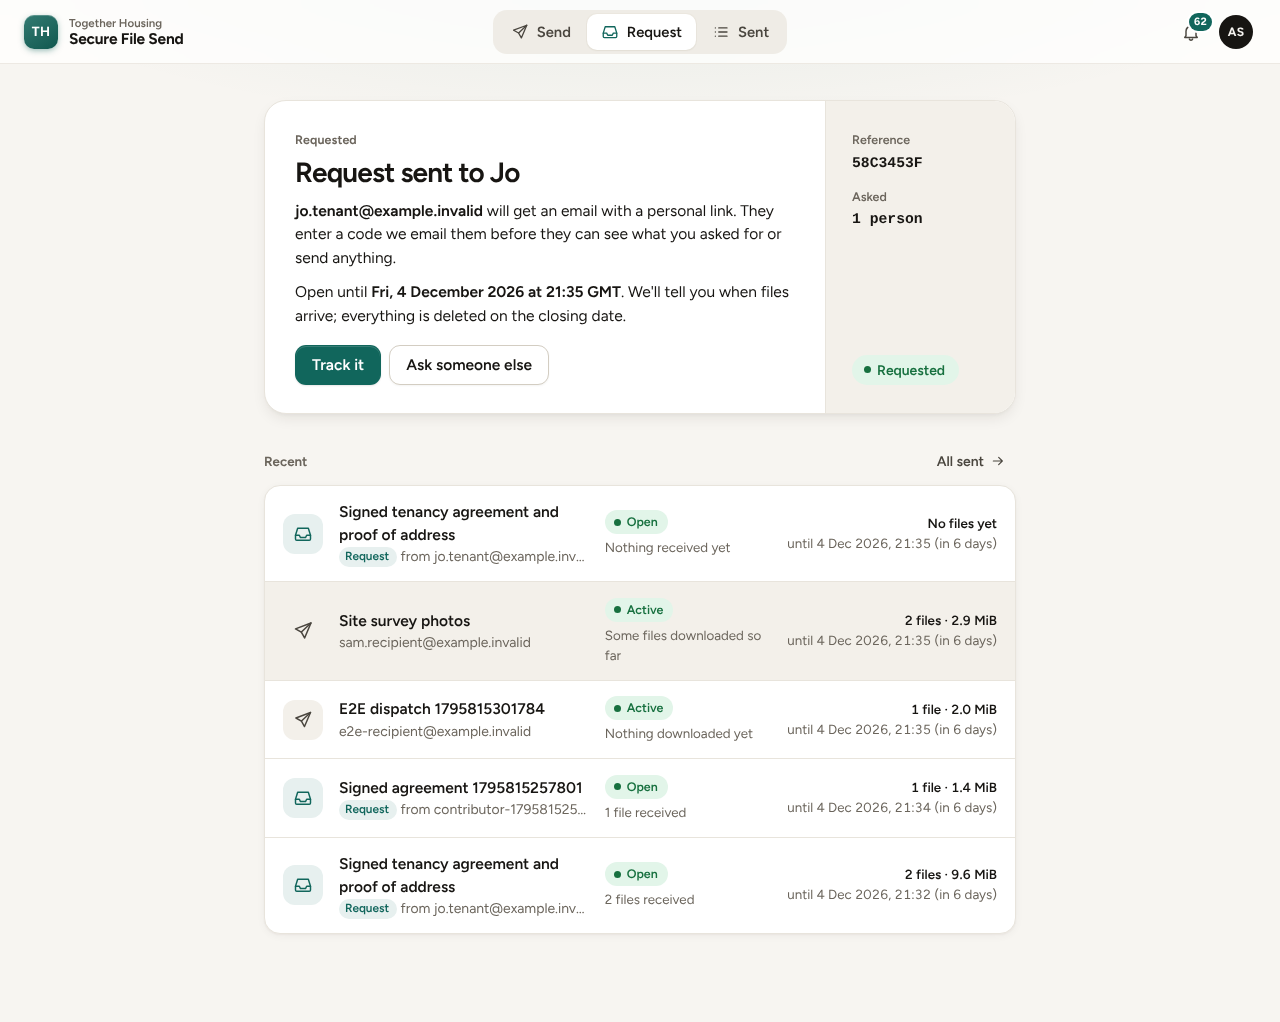 TH
Together Housing
Secure File Send
Send
Request
Sent
62
AS
Requested
Request sent to Jo
jo.tenant@example.invalid will get an email with a personal link. They
enter a code we email them before they can see what you asked for or
send anything.
Open until Fri, 4 December 2026 at 21:35 GMT. We'll tell you when files
arrive; everything is deleted on the closing date.
Track it
Ask someone else
Reference
58C3453F
Asked
1 person
Requested
Recent
All sent
Signed tenancy agreement and
proof of address
Request from jo.tenant@example.inv...
Open
Nothing received yet
No files yet
until 4 Dec 2026, 21:35 (in 6 days)
Site survey photos
sam.recipient@example.invalid
Active
Some files downloaded so
far
2 files · 2.9 MiB
until 4 Dec 2026, 21:35 (in 6 days)
E2E dispatch 1795815301784
e2e-recipient@example.invalid
Active
Nothing downloaded yet
1 file · 2.0 MiB
until 4 Dec 2026, 21:35 (in 6 days)
Signed agreement 1795815257801
Request from contributor-179581525...
Open
1 file received
1 file · 1.4 MiB
until 4 Dec 2026, 21:34 (in 6 days)
Signed tenancy agreement and
proof of address
Request from jo.tenant@example.inv...
Open
2 files received
2 files · 9.6 MiB
until 4 Dec 2026, 21:32 (in 6 days)